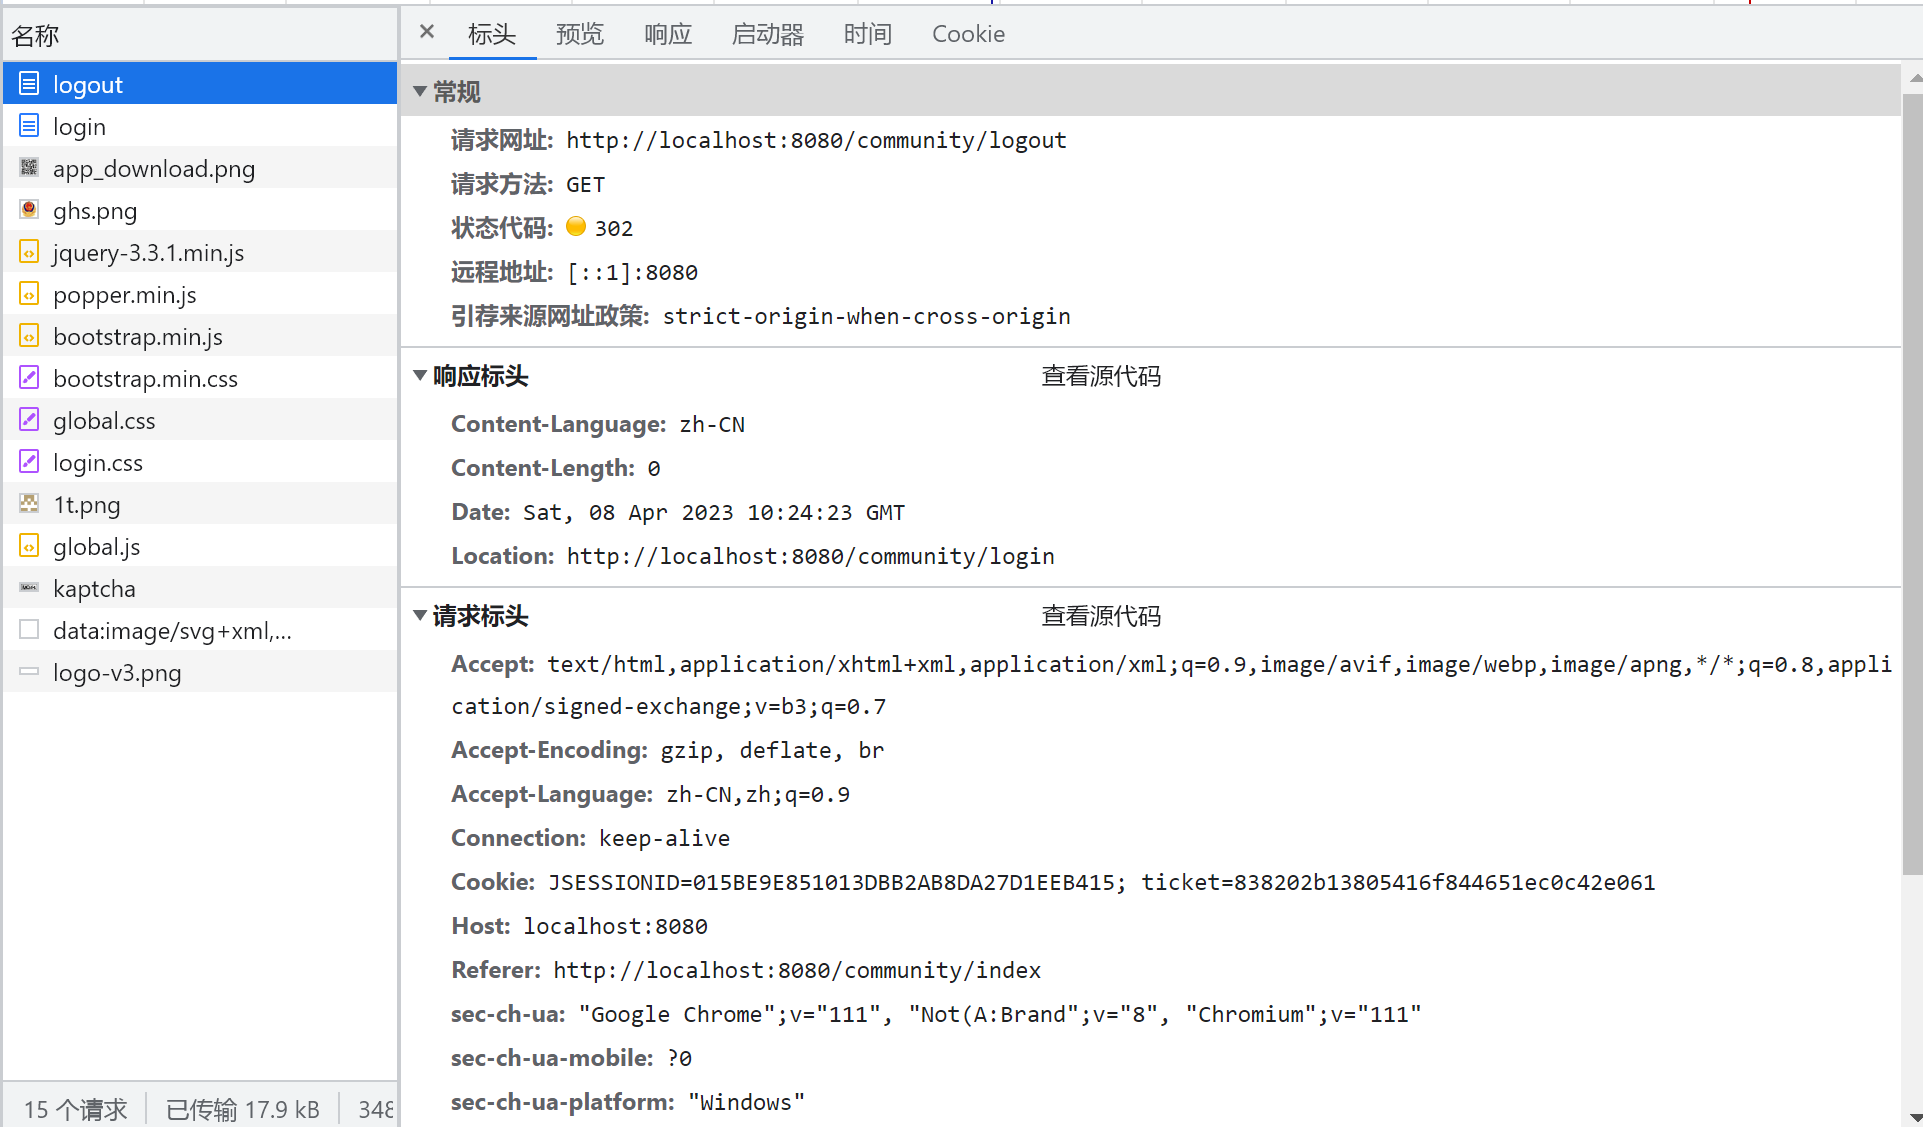 名称
logout
login
app_download.png
ghs.png
jquery-3.3.1.min.js
popper.min.js
bootstrap.min.js
bootstrap.min.css
global.css
login.css
1t.png
global.js
kaptcha
data:image/svg+xml,...
logo-v3.png
15 个请求 已传输 17.9 kB 348
× 标头 预览 响应 启动器 时间 Cookie
常规
请求网址: http://localhost:8080/community/logout
请求方法: GET
状态代码: 302
远程地址: [::1]:8080
引荐来源网址政策: strict-origin-when-cross-origin
响应标头 查看源代码
Content-Language: zh-CN
Content-Length: 0
Date: Sat, 08 Apr 2023 10:24:23 GMT
Location: http://localhost:8080/community/login
请求标头 查看源代码
Accept: text/html,application/xhtml+xml,application/xml;q=0.9,image/avif,image/webp,image/apng,*/*;q=0.8,appli
cation/signed-exchange;v=b3;q=0.7
Accept-Encoding: gzip, deflate, br
Accept-Language: zh-CN,zh;q=0.9
Connection: keep-alive
Cookie: JSESSIONID=015BE9E851013DBB2AB8DA27D1EEB415; ticket=838202b13805416f844651ec0c42e061
Host: localhost:8080
Referer: http://localhost:8080/community/index
sec-ch-ua: "Google Chrome";v="111", "Not(A:Brand";v="8", "Chromium";v="111"
sec-ch-ua-mobile: ?0
sec-ch-ua-platform: "Windows"